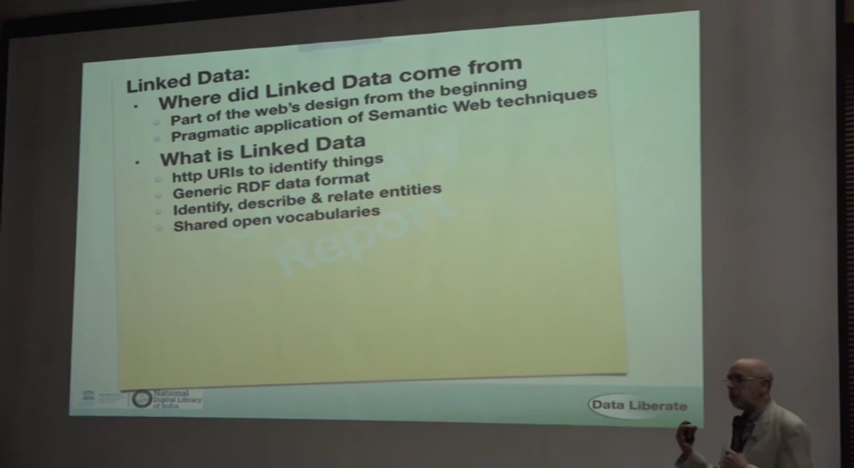 Linked Data:
Where did Linked Data come from
Part of the web's design from the beginning
Pragmatic application of Semantic Web techniques
What is Linked Data
http URIs to identify things
Generic RDF data format
Identify, describe & relate entities
Shared open vocabularies
Report
National
Digital Library
of India
Data Liberate